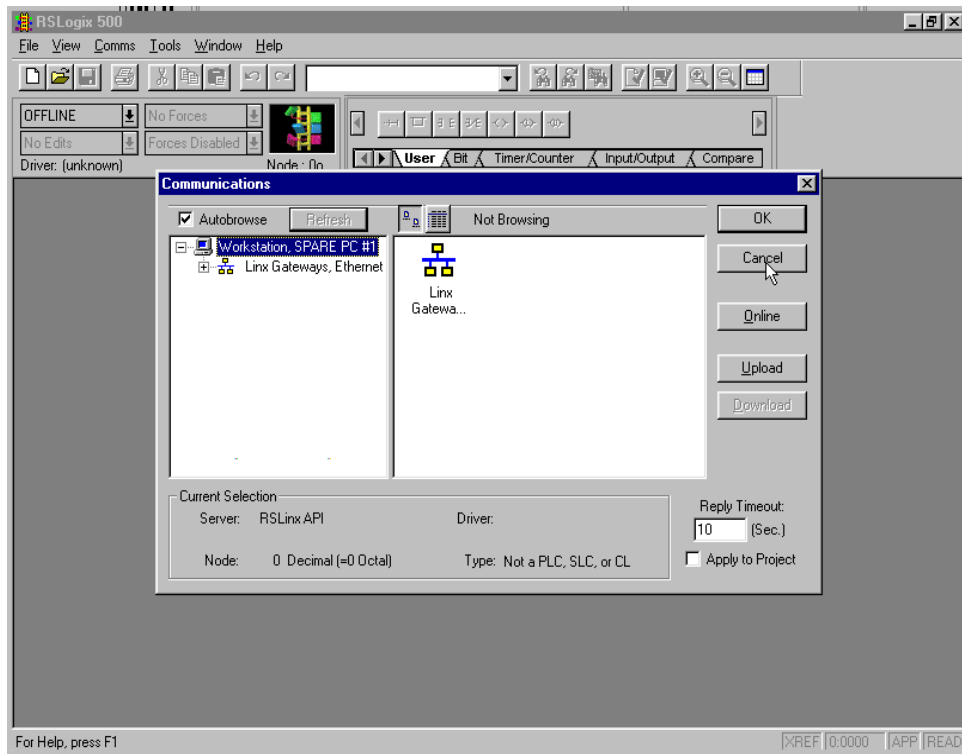 RSLogix 500
File View Comms Tools Window Help
OFFLINE No Forces
No Edits Forces Disabled
Driver: (unknown) Node : 0o
User Bit Timer/Counter Input/Output Compare
Communications
Autobrowse Refresh Not Browsing OK
Workstation, SPARE PC #1
Linx Gateways, Ethernet
Cancel
Linx
Gatewa...
Online
Upload
Download
Current Selection
Server: RSLinx API Driver:
Node: 0 Decimal (=0 Octal) Type: Not a PLC, SLC, or CL
Reply Timeout:
10 (Sec.)
Apply to Project
For Help, press F1 XREF 0:0000 APP READ